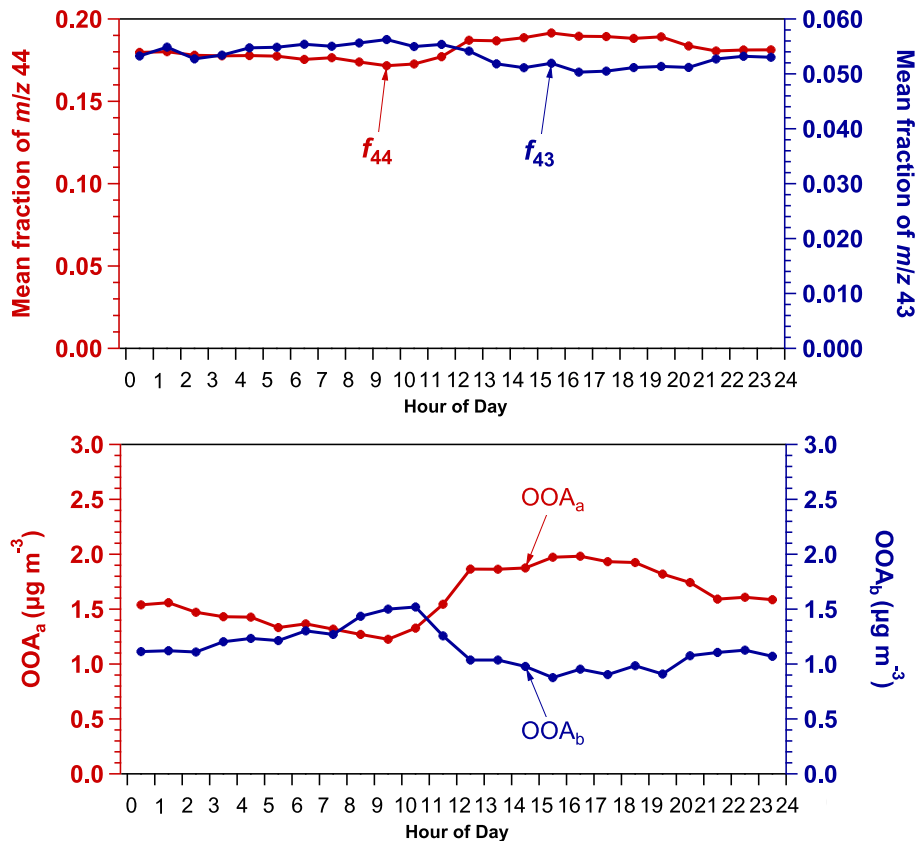 Mean fraction of m/z 44
0.20
0.15
0.10
0.05
0.00
f44
f43
0.060
0.050
0.040
0.030
0.020
0.010
0.000
Mean fraction of m/z 43
0 1 2 3 4 5 6 7 8 9 10 11 12 13 14 15 16 17 18 19 20 21 22 23 24
Hour of Day
OOAa (µg m-3)
3.0
2.5
2.0
1.5
1.0
0.5
0.0
OOAa
OOAb
3.0
2.5
2.0
1.5
1.0
0.5
0.0
OOAb (µg m-3)
0 1 2 3 4 5 6 7 8 9 10 11 12 13 14 15 16 17 18 19 20 21 22 23 24
Hour of Day